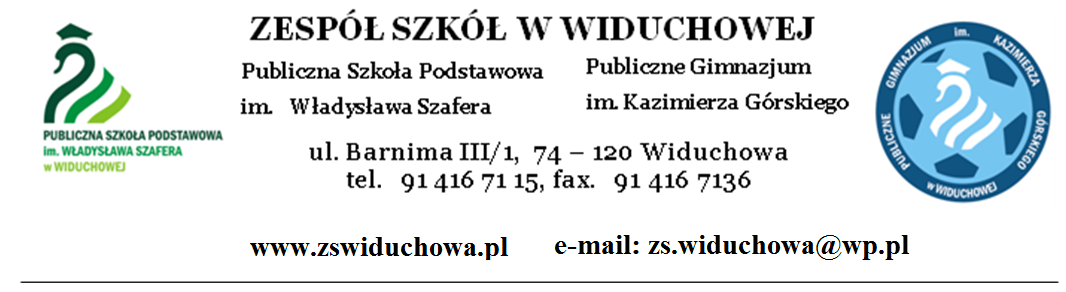 ZESPÓŁ SZKÓŁ W WIDUCHOWEJ
Publiczna Szkoła Podstawowa
im. Władysława Szafera
Publiczne Gimnazjum
im. Kazimierza Górskiego
ul. Barnima III/1, 74 – 120 Widuchowa
tel. 91 416 71 15, fax. 91 416 7136
www.zswiduchowa.pl e-mail: zs.widuchowa@wp.pl
PUBLICZNA SZKOŁA PODSTAWOWA
im. WŁADYSŁAWA SZAFERA
w WIDUCHOWEJ
PUBLICZNE GIMNAZJUM im. KAZIMIERZA GÓRSKIEGO
w WIDUCHOWEJ